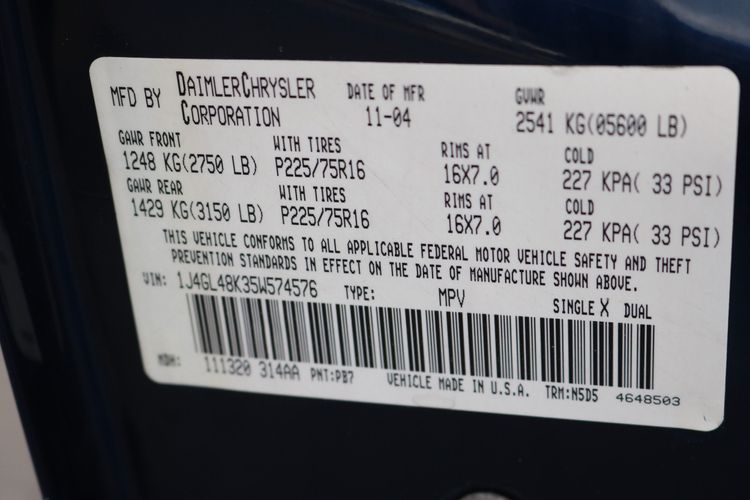 MFD BY DAIMLERCHRYSLER CORPORATION DATE OF MFR 11-04 GVWR 2541 KG(05600 LB)
GAWR FRONT WITH TIRES RIMS AT COLD
1248 KG(2750 LB) P225/75R16 16X7.0 227 KPA( 33 PSI)
GAWR REAR WITH TIRES RIMS AT COLD
1429 KG(3150 LB) P225/75R16 16X7.0 227 KPA( 33 PSI)
THIS VEHICLE CONFORMS TO ALL APPLICABLE FEDERAL MOTOR VEHICLE SAFETY AND THEFT
PREVENTION STANDARDS IN EFFECT ON THE DATE OF MANUFACTURE SHOWN ABOVE.
VIN: 1J4GL48K35W574576 TYPE: MPV SINGLE X DUAL
MDH: 111320 314AA PNT:PB7 VEHICLE MADE IN U.S.A. TRM:N5D5 4648503